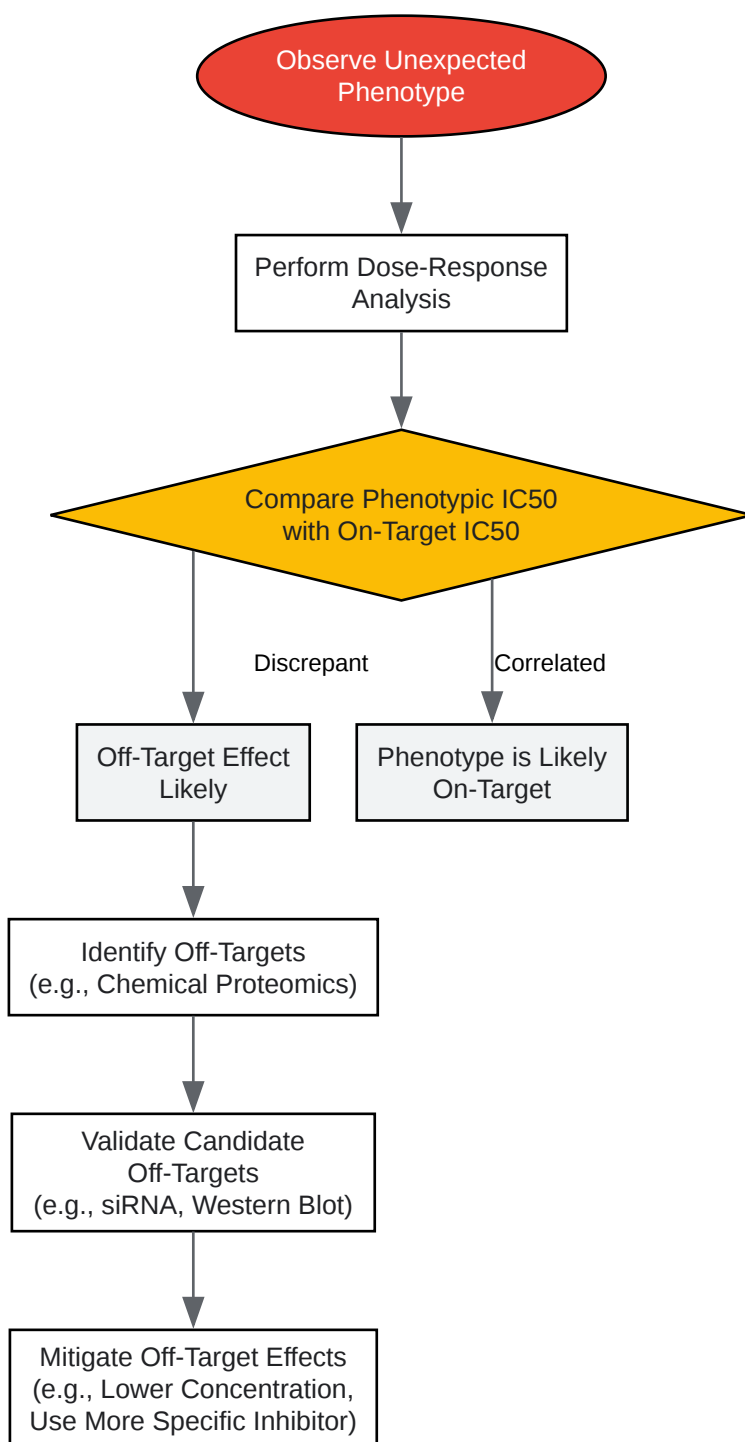 Observe Unexpected
Phenotype
Perform Dose-Response
Analysis
Compare Phenotypic IC50
with On-Target IC50
Discrepant
Correlated
Off-Target Effect
Likely
Phenotype is Likely
On-Target
Identify Off-Targets
(e.g., Chemical Proteomics)
Validate Candidate
Off-Targets
(e.g., siRNA, Western Blot)
Mitigate Off-Target Effects
(e.g., Lower Concentration,
Use More Specific Inhibitor)